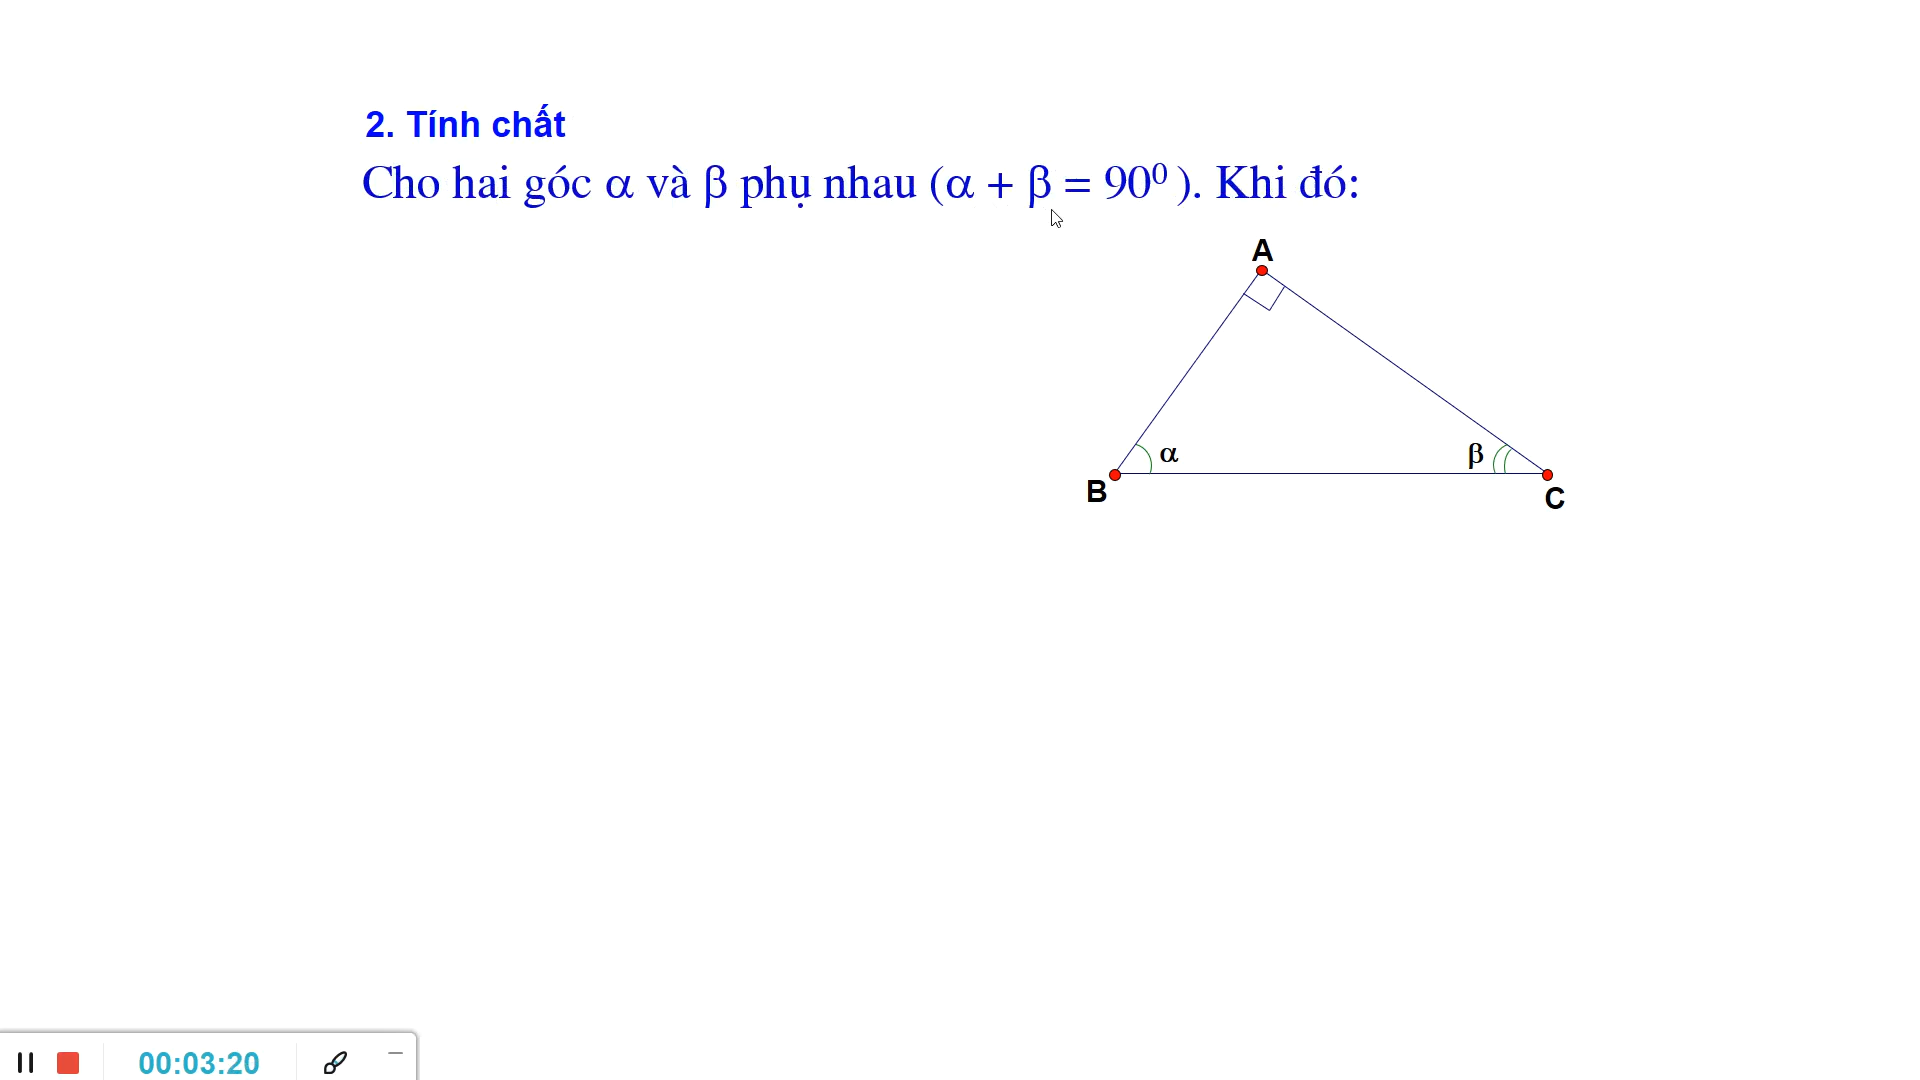 2. Tính chất
Cho hai góc α và β phụ nhau (α + β = 90⁰ ). Khi đó:
A
α
β
B
C
00:03:20